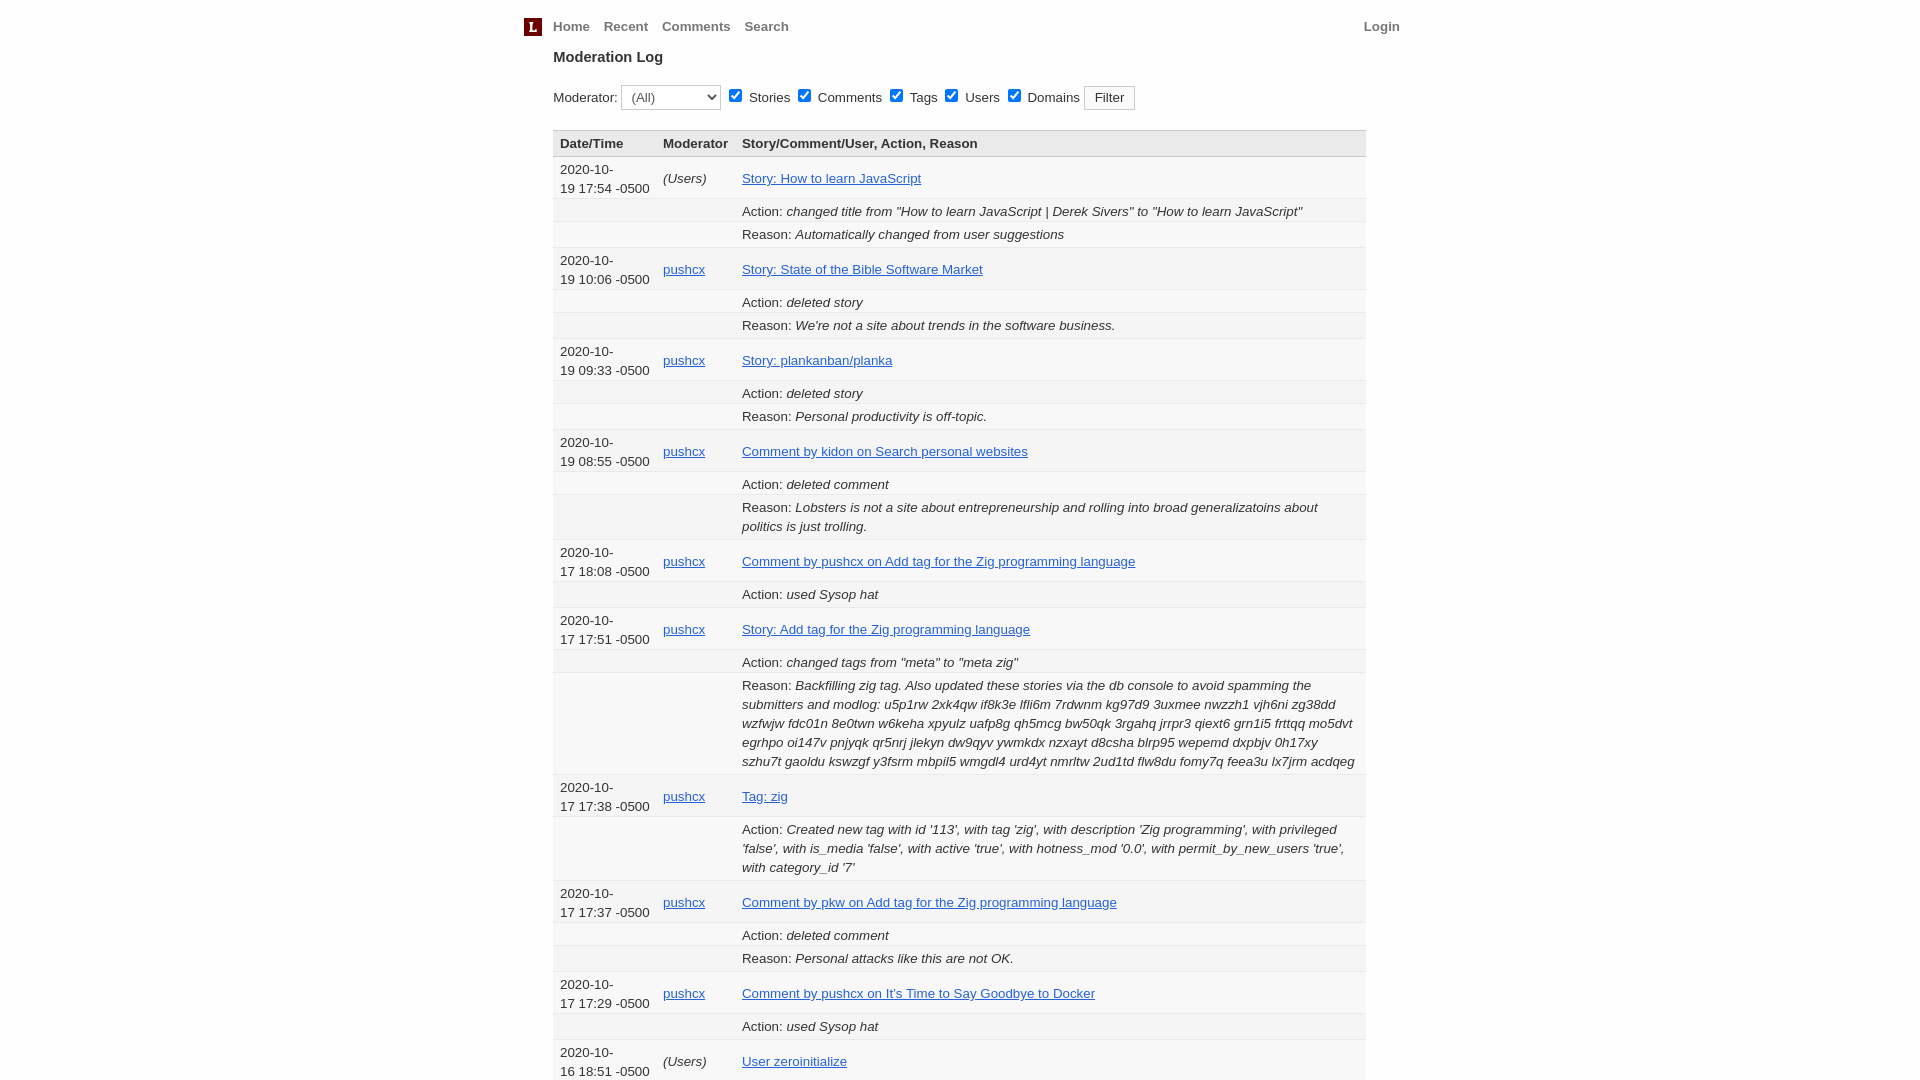 L Home Recent Comments Search Login
Moderation Log
Moderator: (All) Stories Comments Tags Users Domains Filter
Date/Time Moderator Story/Comment/User, Action, Reason
2020-10-
19 17:54 -0500 (Users) Story: How to learn JavaScript
Action: changed title from "How to learn JavaScript | Derek Sivers" to "How to learn JavaScript"
Reason: Automatically changed from user suggestions
2020-10-
19 10:06 -0500 pushcx Story: State of the Bible Software Market
Action: deleted story
Reason: We're not a site about trends in the software business.
2020-10-
19 09:33 -0500 pushcx Story: plankanban/planka
Action: deleted story
Reason: Personal productivity is off-topic.
2020-10-
19 08:55 -0500 pushcx Comment by kidon on Search personal websites
Action: deleted comment
Reason: Lobsters is not a site about entrepreneurship and rolling into broad generalizatoins about
politics is just trolling.
2020-10-
17 18:08 -0500 pushcx Comment by pushcx on Add tag for the Zig programming language
Action: used Sysop hat
2020-10-
17 17:51 -0500 pushcx Story: Add tag for the Zig programming language
Action: changed tags from "meta" to "meta zig"
Reason: Backfilling zig tag. Also updated these stories via the db console to avoid spamming the
submitters and modlog: u5p1rw 2xk4qw if8k3e lfli6m 7rdwnm kg97d9 3uxmee nwzzh1 vjh6ni zg38dd
wzfwjw fdc01n 8e0twn w6keha xpyulz uafp8g qh5mcg bw50qk 3rgahq jrrpr3 qiext6 grn1i5 frttqq mo5dvt
egrhpo oi147v pnjyqk qr5nrj jlekyn dw9qyv ywmkdx nzxayt d8csha blrp95 wepemd dxpbjv 0h17xy
szhu7t gaoldu kswzgf y3fsrm mbpil5 wmgdl4 urd4yt nmrltw 2ud1td flw8du fomy7q feea3u lx7jrm acdqeg
2020-10-
17 17:38 -0500 pushcx Tag: zig
Action: Created new tag with id '113', with tag 'zig', with description 'Zig programming', with privileged
'false', with is_media 'false', with active 'true', with hotness_mod '0.0', with permit_by_new_users 'true',
with category_id '7'
2020-10-
17 17:37 -0500 pushcx Comment by pkw on Add tag for the Zig programming language
Action: deleted comment
Reason: Personal attacks like this are not OK.
2020-10-
17 17:29 -0500 pushcx Comment by pushcx on It's Time to Say Goodbye to Docker
Action: used Sysop hat
2020-10-
16 18:51 -0500 (Users) User zeroinitialize